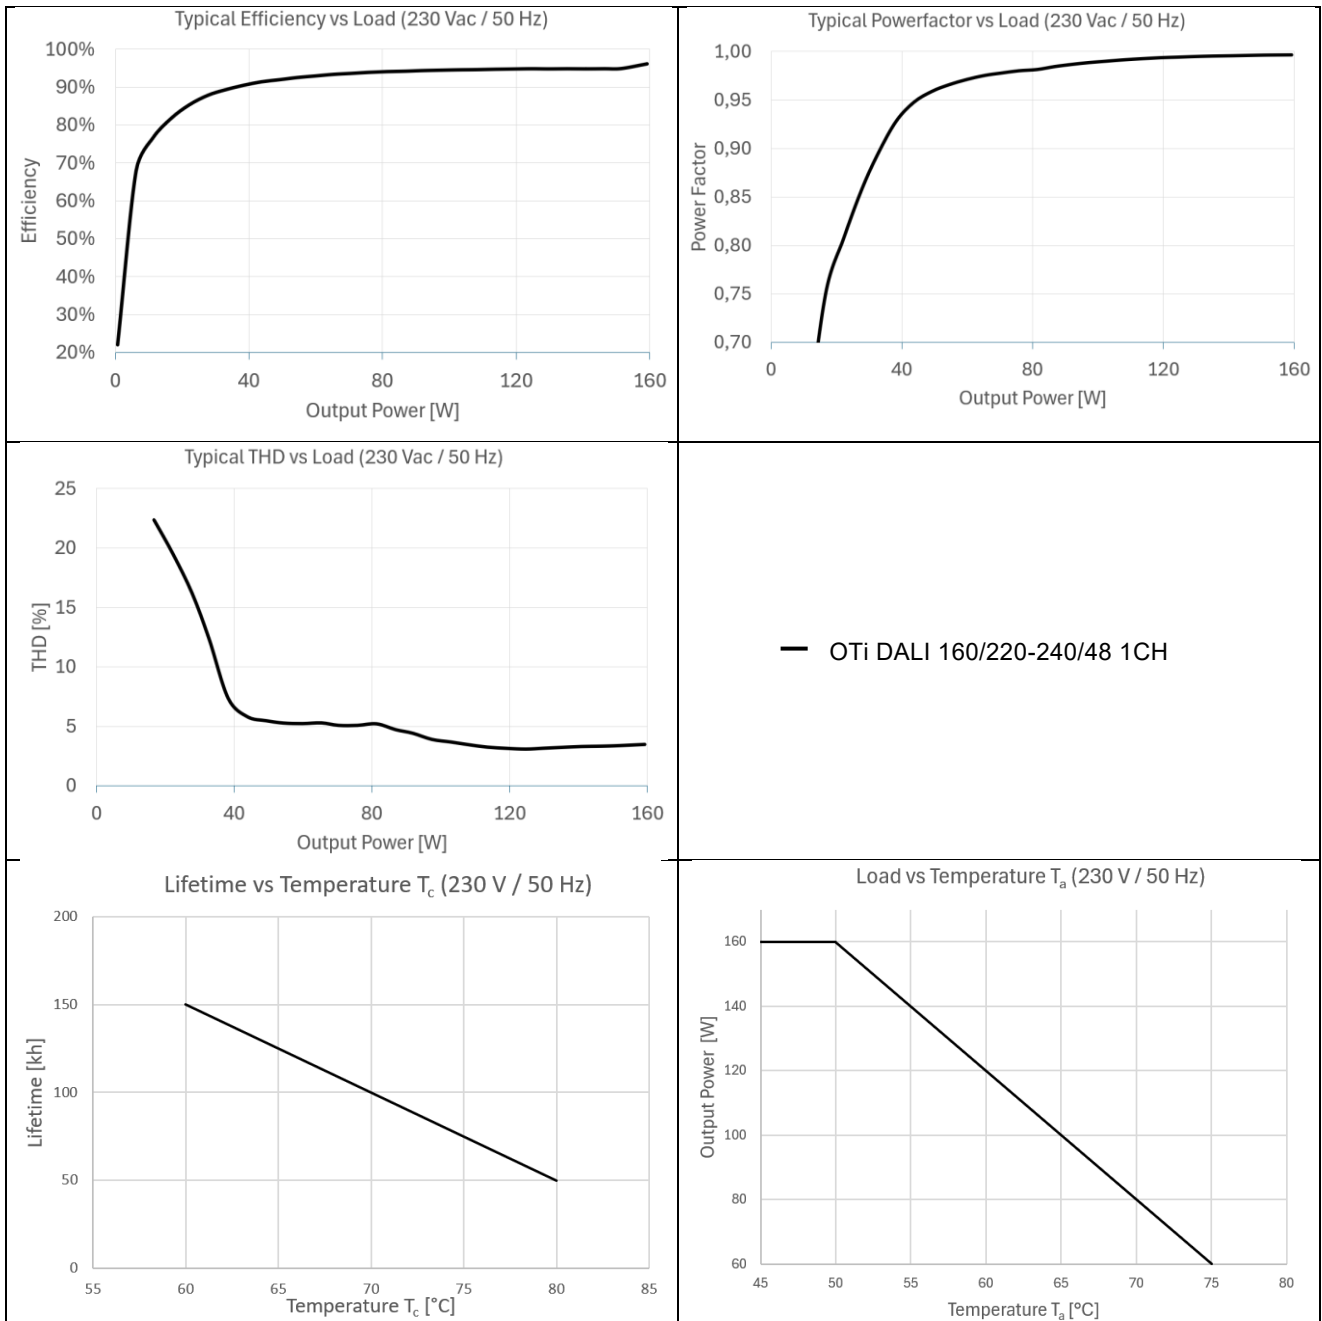 Typical Efficiency vs Load (230 Vac / 50 Hz)
100%
90%
80%
70%
60%
50%
40%
30%
20%
Efficiency
0 40 80 120 160
Output Power [W]
Typical Powerfactor vs Load (230 Vac / 50 Hz)
1,00
0,95
0,90
0,85
0,80
0,75
0,70
Power Factor
0 40 80 120 160
Output Power [W]
Typical THD vs Load (230 Vac / 50 Hz)
25
20
15
10
5
0
THD [%]
0 40 80 120 160
Output Power [W]
OTi DALI 160/220-240/48 1CH
Lifetime vs Temperature Tc (230 V / 50 Hz)
200
150
100
50
0
Lifetime [kh]
55 60 65 70 75 80 85
Temperature Tc [°C]
Load vs Temperature Ta (230 V / 50 Hz)
160
140
120
100
80
60
Output Power [W]
45 50 55 60 65 70 75 80
Temperature Ta [°C]